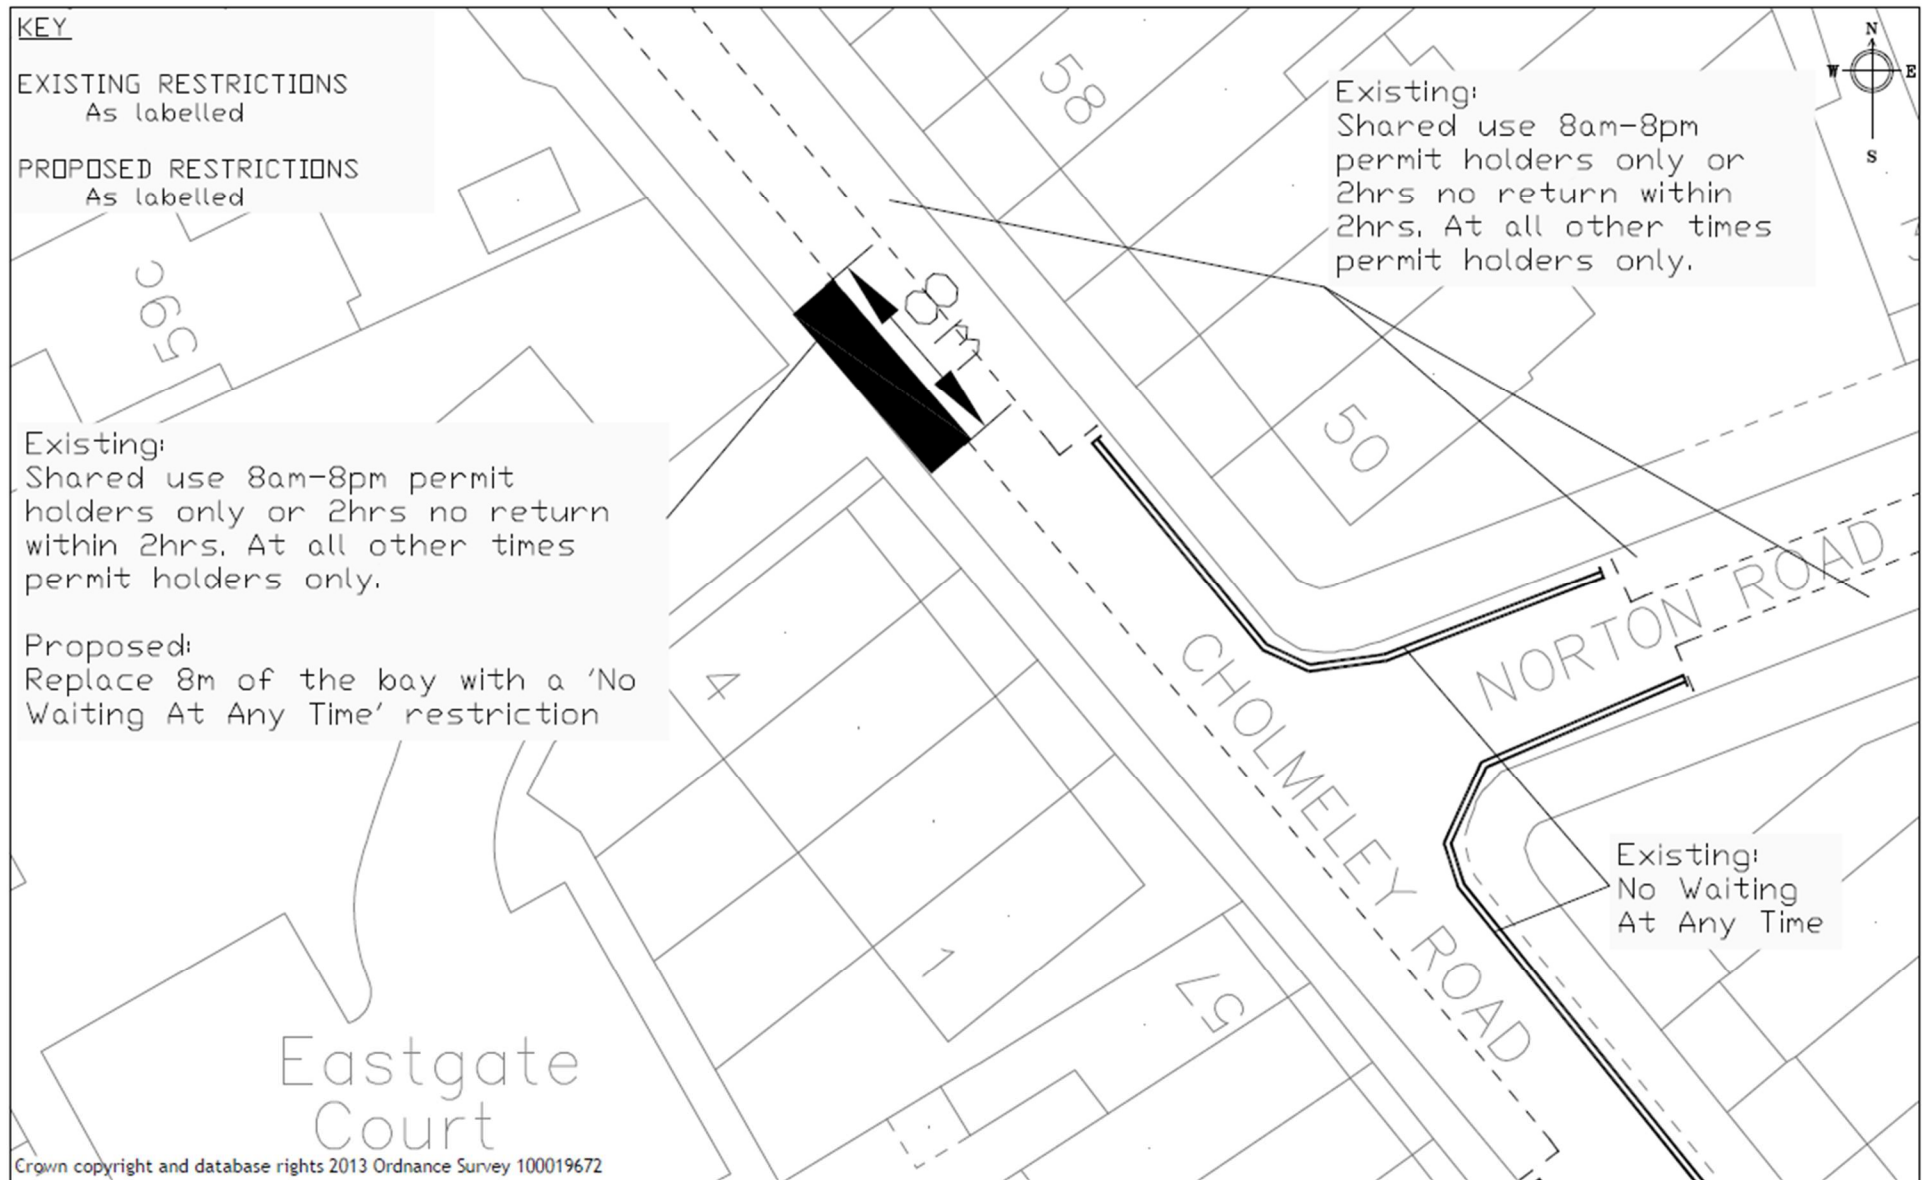 KEY
EXISTING RESTRICTIONS
As labelled
PROPOSED RESTRICTIONS
As labelled
N
W
E
S
Existing:
Shared use 8am-8pm
permit holders only or
2hrs no return within
2hrs. At all other times
permit holders only.
58
59c
8m
50
Existing:
Shared use 8am-8pm permit
holders only or 2hrs no return
within 2hrs. At all other times
permit holders only.
Proposed:
Replace 8m of the bay with a 'No
Waiting At Any Time' restriction
NORTON ROAD
CHOLMELEY ROAD
4
1
57
Existing:
No Waiting
At Any Time
Eastgate
Court
Crown copyright and database rights 2013 Ordnance Survey 100019672